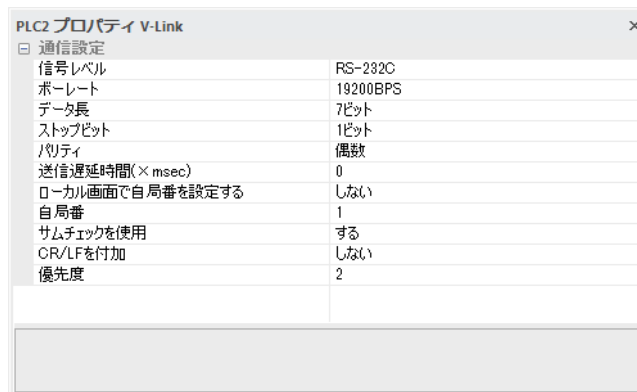 PLC2 プロパティ V-Link
通信設定
信号レベル RS-232C
ボーレート 19200BPS
データ長 7ビット
ストップビット 1ビット
パリティ 偶数
送信遅延時間(×msec) 0
ローカル画面で自局番を設定する しない
自局番 1
サムチェックを使用 する
CR/LFを付加 しない
優先度 2